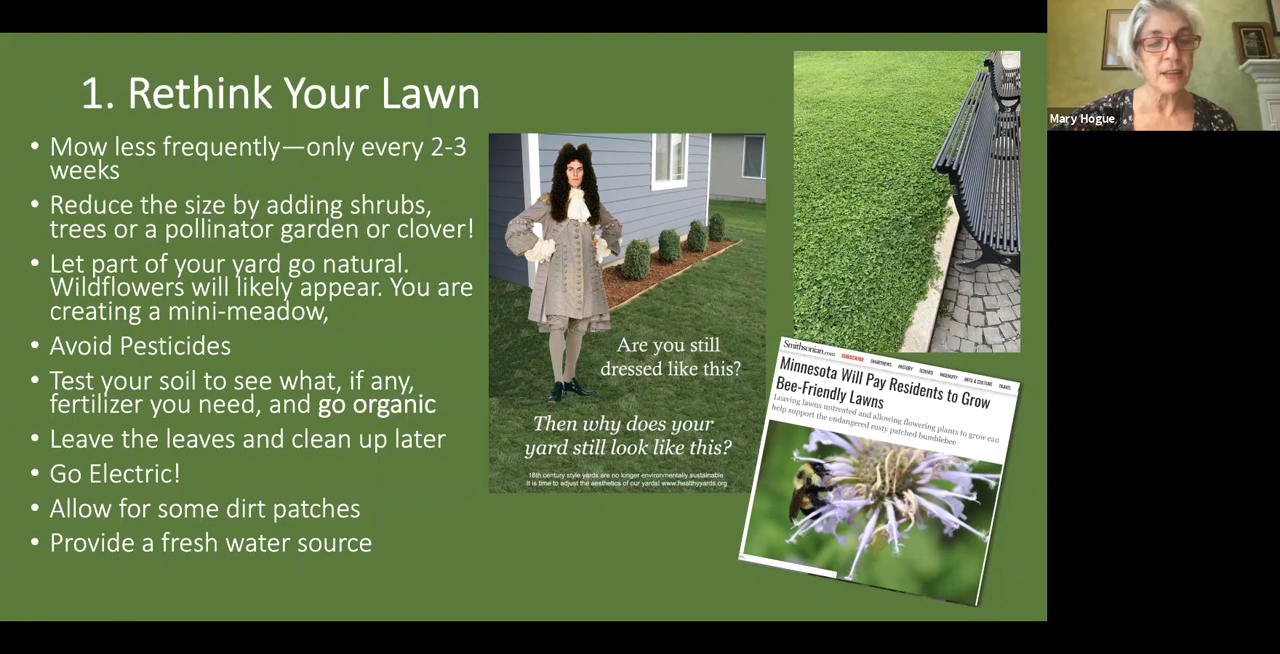 1. Rethink Your Lawn
• Mow less frequently—only every 2-3
weeks
• Reduce the size by adding shrubs,
trees or a pollinator garden or clover!
• Let part of your yard go natural.
Wildflowers will likely appear. You are
creating a mini-meadow,
• Avoid Pesticides
• Test your soil to see what, if any,
fertilizer you need, and go organic
• Leave the leaves and clean up later
• Go Electric!
• Allow for some dirt patches
• Provide a fresh water source
Are you still
dressed like this?
Then why does your
yard still look like this?
18th century style yards are no longer environmentally sustainable.
It is time to adjust the aesthetics of our yards! www.healthyyards.org
Smithsonian.com SUBSCRIBE SMARTNEWS HISTORY SCIENCE INGENUITY ARTS & CULTURE TRAVEL
Minnesota Will Pay Residents to Grow
Bee-Friendly Lawns
Leaving lawns untreated and allowing flowering plants to grow can
help support the endangered rusty patched bumblebee
Mary Hogue